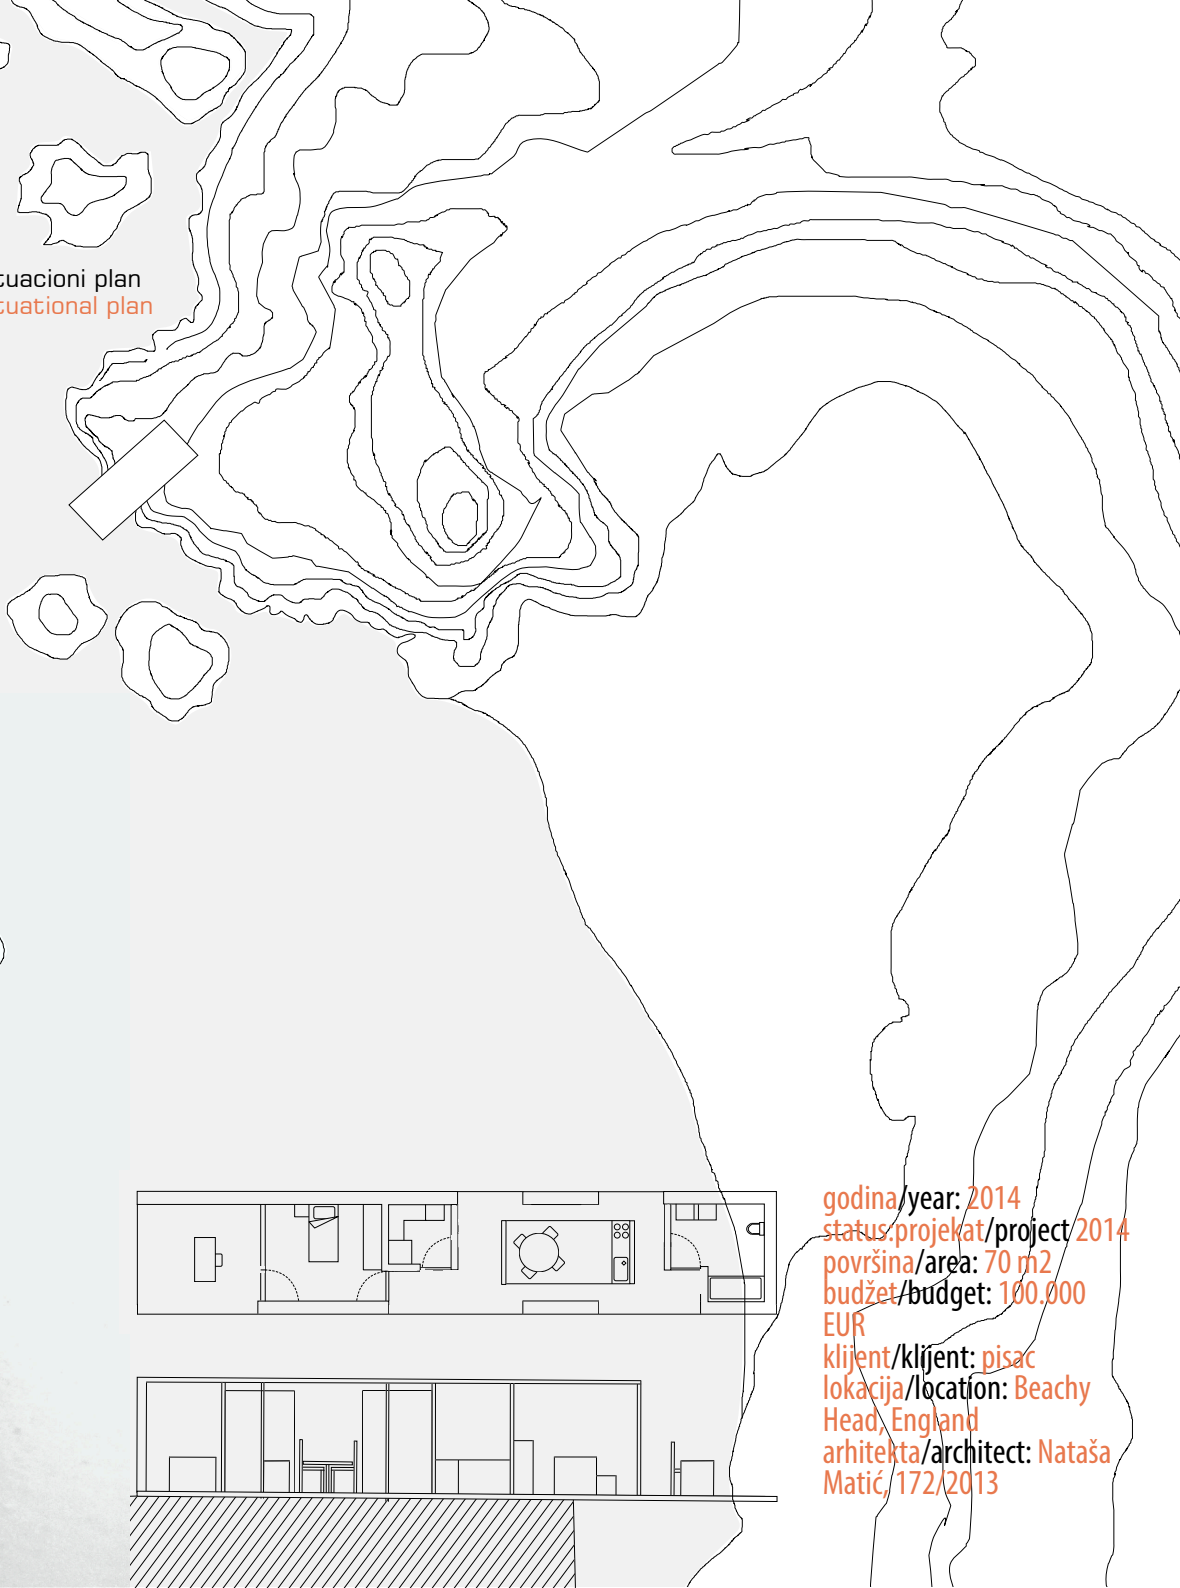 tuacioni plan
tuational plan
godina/year: 2014
status:projekat/project 2014
površina/area: 70 m2
budžet/budget: 100.000
EUR
klijent/klijent: pisac
lokacija/location: Beachy
Head, England
arhitekta/architect: Nataša
Matić, 172/2013